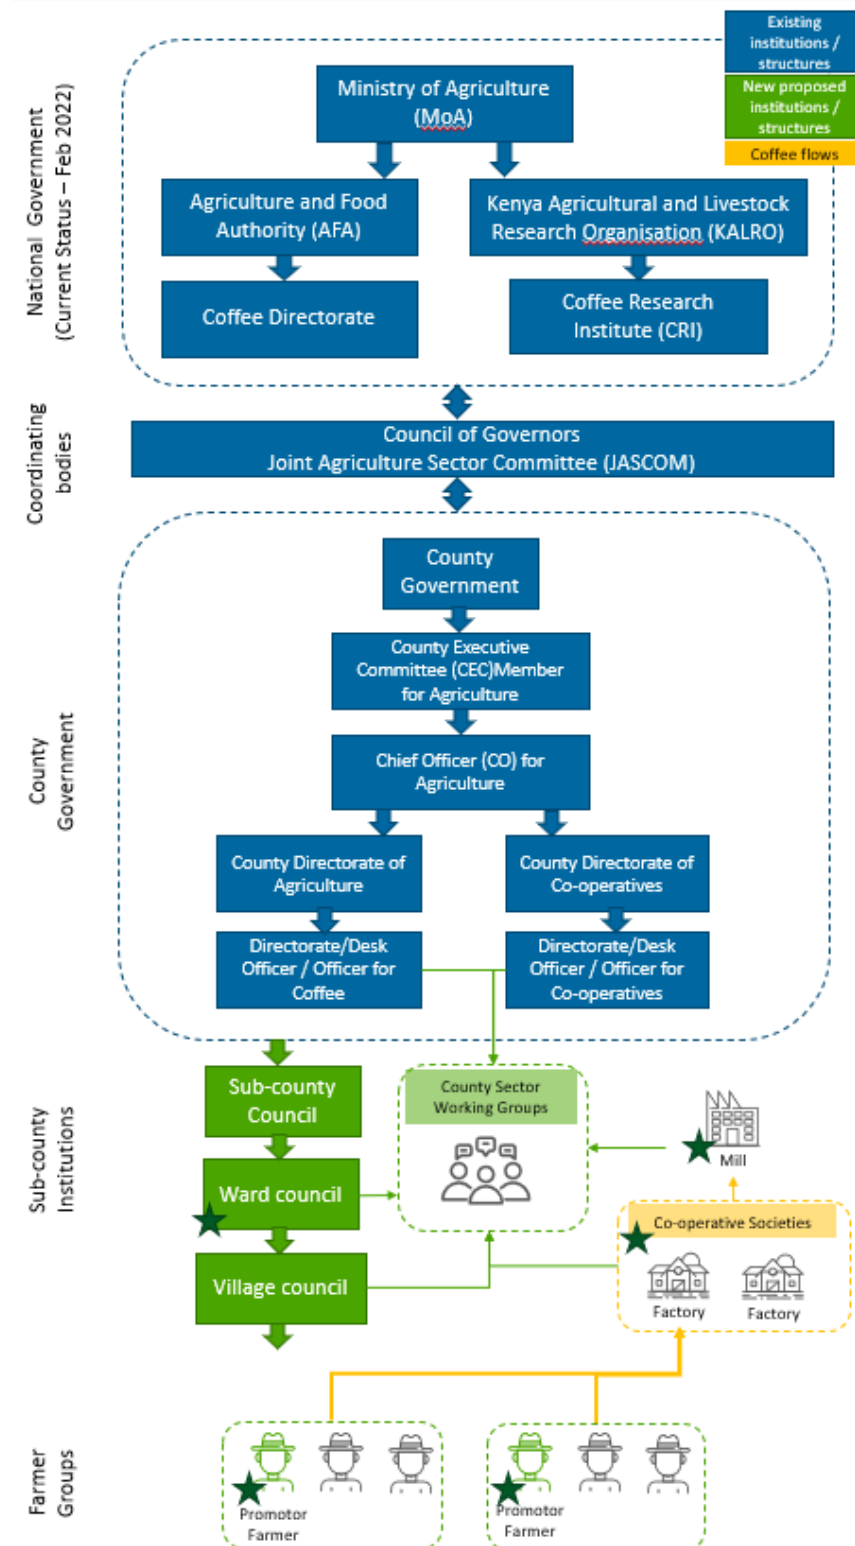 Existing
institutions /
structures
New proposed
institutions /
structures
Coffee flows
National Government
(Current Status – Feb 2022)
Ministry of Agriculture
(MoA)
Agriculture and Food
Authority (AFA)
Kenya Agricultural and Livestock
Research Organisation (KALRO)
Coffee Directorate
Coffee Research
Institute (CRI)
Coordinating
bodies
Council of Governors
Joint Agriculture Sector Committee (JASCOM)
County
Government
County
Government
County Executive
Committee (CEC)Member
for Agriculture
Chief Officer (CO) for
Agriculture
County Directorate of
Agriculture
County Directorate of
Co-operatives
Directorate/Desk
Officer / Officer for
Coffee
Directorate/Desk
Officer / Officer for
Co-operatives
Sub-county
Institutions
Sub-county
Council
County Sector
Working Groups
Mill
Ward council
Co-operative Societies
Village council
Factory
Factory
Farmer
Groups
Promotor
Farmer
Promotor
Farmer